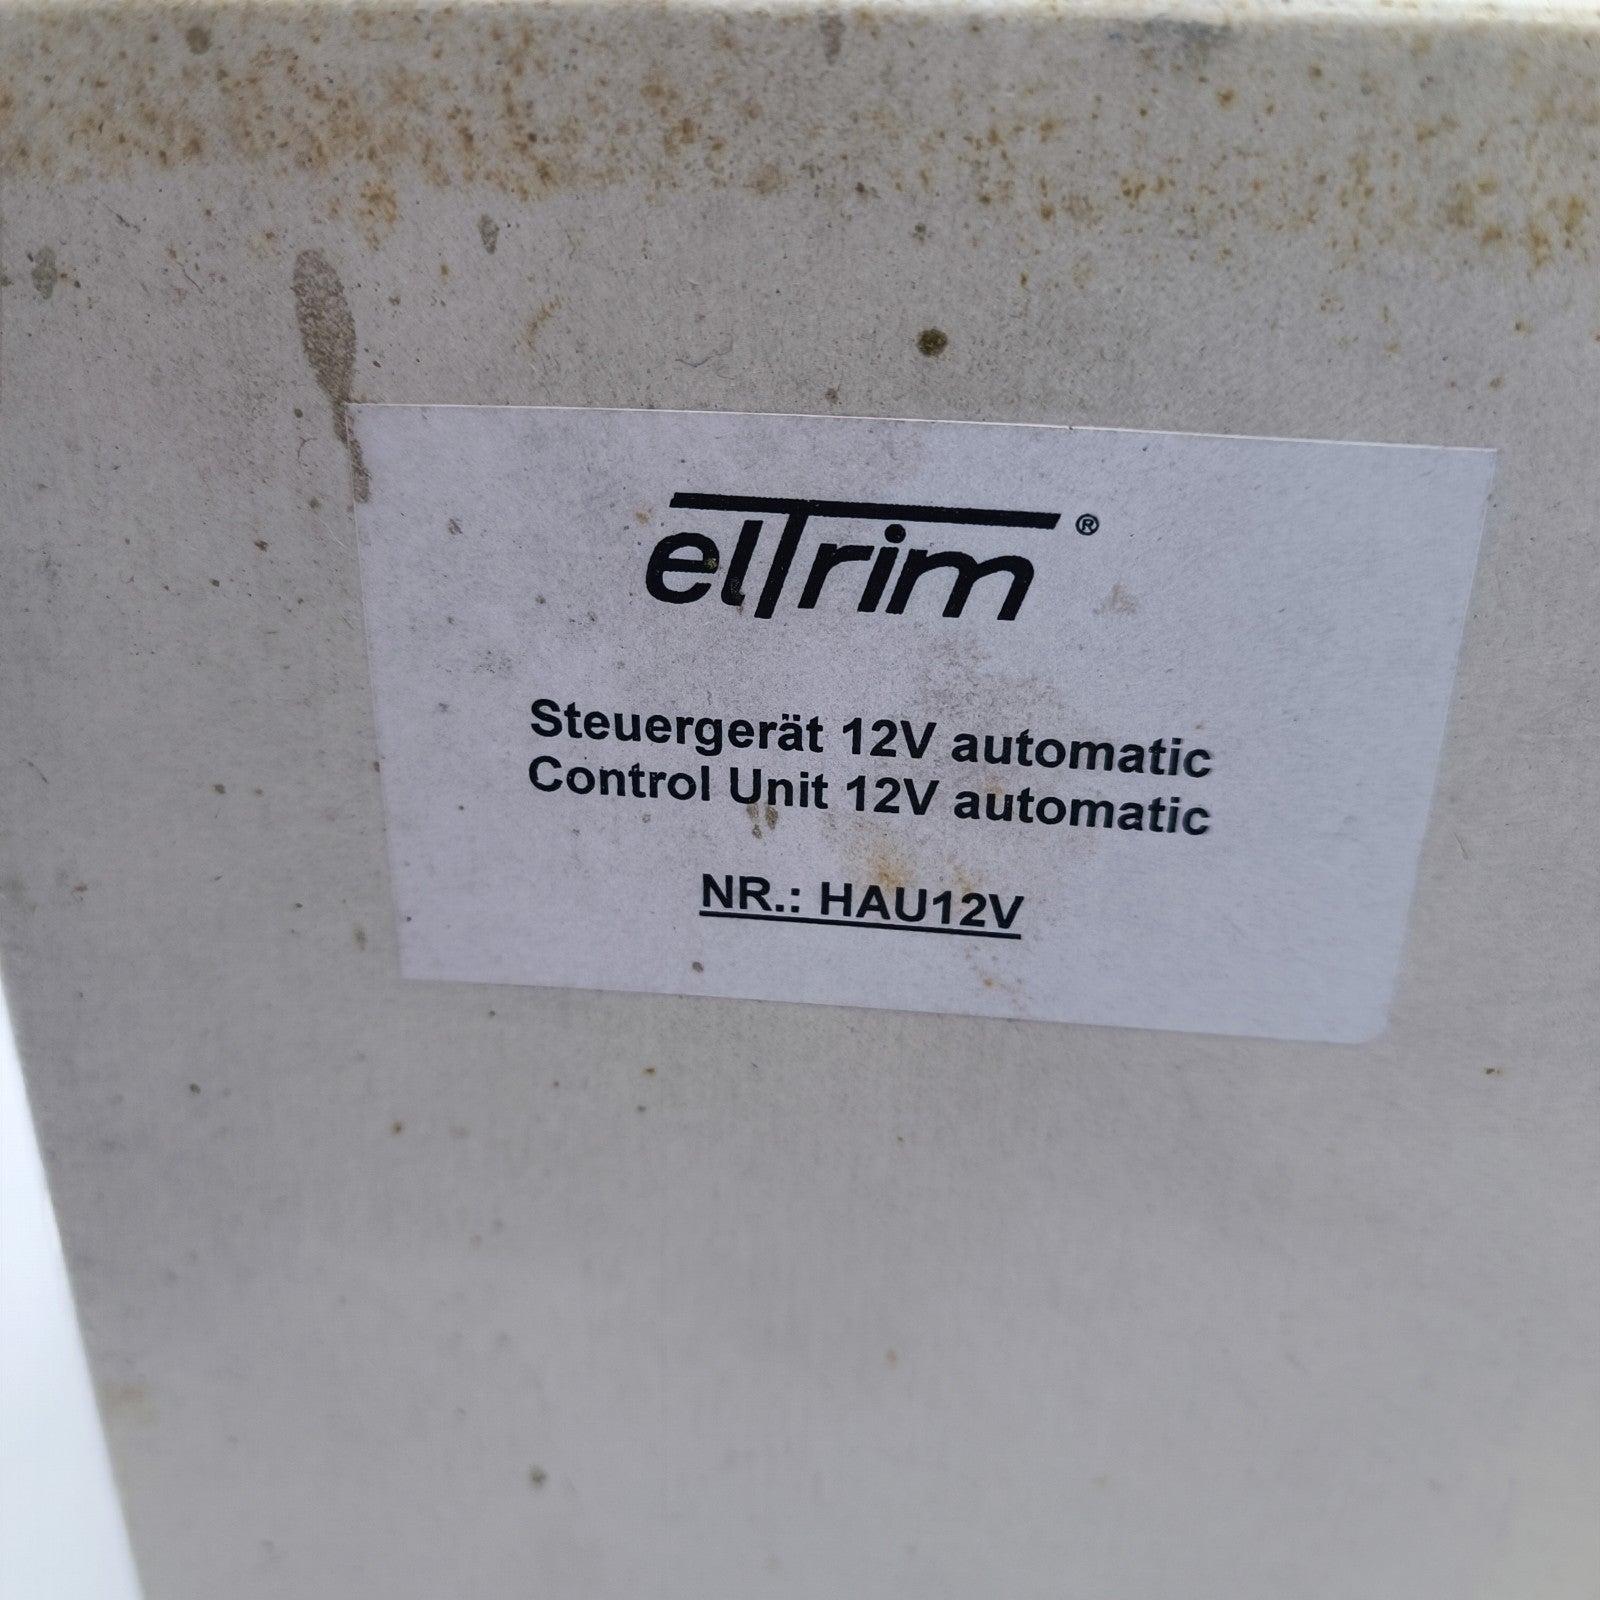 elTrim®
Steuergerät 12V automatic
Control Unit 12V automatic
NR.: HAU12V